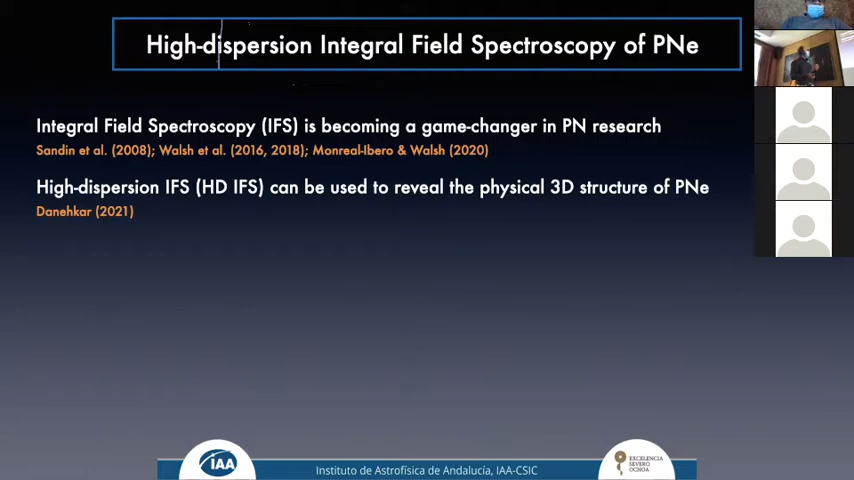 High-dispersion Integral Field Spectroscopy of PNe
Integral Field Spectroscopy (IFS) is becoming a game-changer in PN research
Sandin et al. (2008); Walsh et al. (2016, 2018); Monreal-Ibero & Walsh (2020)
High-dispersion IFS (HD IFS) can be used to reveal the physical 3D structure of PNe
Danehkar (2021)
IAA
Instituto de Astrofísica de Andalucía, IAA-CSIC
EXCELENCIA
SEVERO
OCHOA